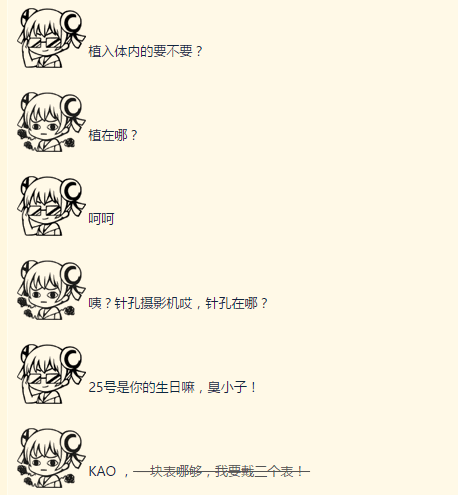 植入体内的要不要？
植在哪？
呵呵
咦？针孔摄影机哎，针孔在哪？
25号是你的生日嘛，臭小子！
KAO ，一块表哪够，我要戴三个表！